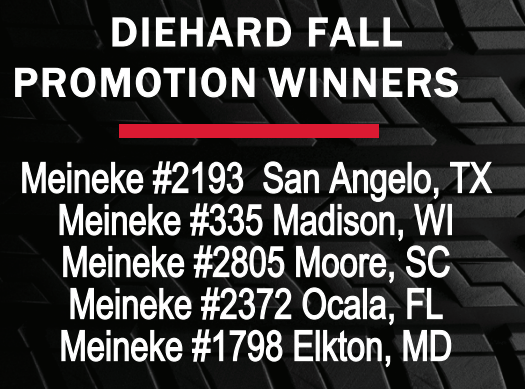 DIEHARD FALL
PROMOTION WINNERS
Meineke #2193  San Angelo, TX
Meineke #335 Madison, WI
Meineke #2805 Moore, SC
Meineke #2372 Ocala, FL
Meineke #1798 Elkton, MD